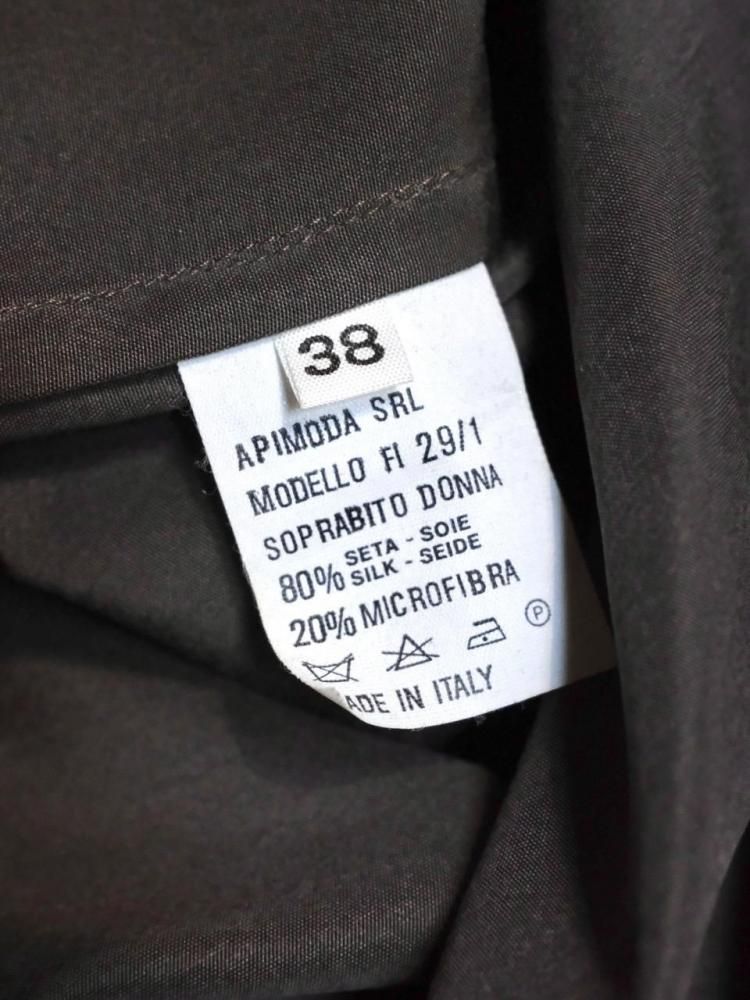 38
APIMODA SRL
MODELLO FI 29/1
SOPRABITO DONNA
80% SETA - SOIE
SILK - SEIDE
20% MICROFIBRA
P
ADE IN ITALY